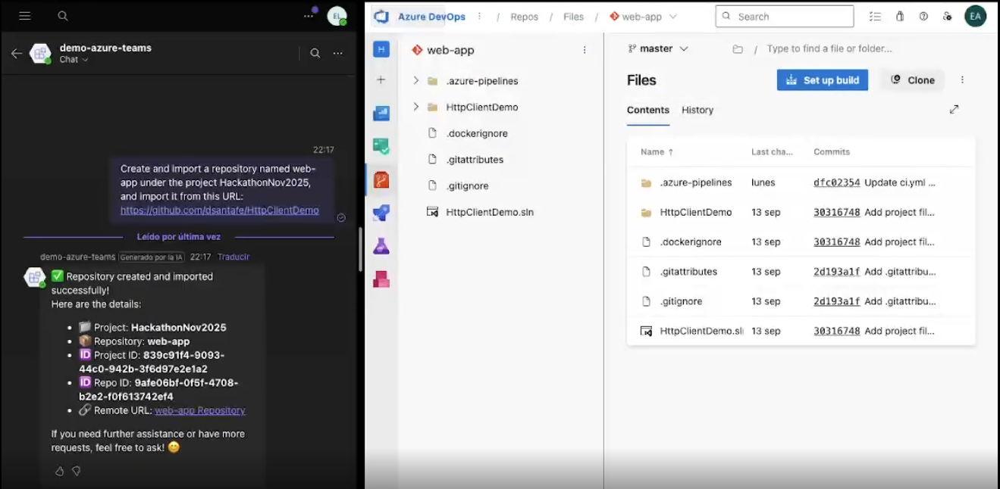 EL
demo-azure-teams
Chat
22:17
Create and import a repository named web-
app under the project HackathonNov2025,
and import it from this URL:
https://github.com/dsantafe/HttpClientDemo
Leído por última vez
demo-azure-teams Generado por la IA 22:17 Traducir
✅ Repository created and imported
successfully!
Here are the details:
• Project: HackathonNov2025
• Repository: web-app
• 🆔 Project ID: 839c91f4-9093-
44c0-942b-3f6d97e2e1a2
• 🆔 Repo ID: 9afe06bf-0f5f-4708-
b2e2-f0f613742ef4
• Remote URL: web-app Repository
If you need further assistance or have more
requests, feel free to ask! 😊
Azure DevOps / Repos / Files / web-app
Search
EA
H
web-app
.azure-pipelines
HttpClientDemo
.dockerignore
.gitattributes
.gitignore
HttpClientDemo.sln
master / Type to find a file or folder...
Files
Set up build
Clone
Contents History
Name ↑ Last cha... Commits
.azure-pipelines lunes dfc02354 Update ci.yml ...
HttpClientDemo 13 sep 30316748 Add project fil...
.dockerignore 13 sep 30316748 Add project fil...
.gitattributes 13 sep 2d193a1f Add .gitattribu...
.gitignore 13 sep 2d193a1f Add .gitattribu...
HttpClientDemo.sl 13 sep 30316748 Add project fil...